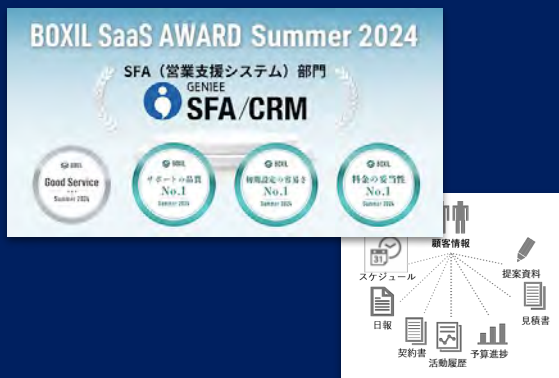 BOXIL SaaS AWARD Summer 2024
SFA（営業支援システム）部門
GENIEE
SFA/CRM
BOXIL
Good Service
Summer 2024
BOXIL
サポートの品質
No.1
Summer 2024
BOXIL
初期設定の容易さ
No.1
Summer 2024
BOXIL
料金の妥当性
No.1
Summer 2024
顧客情報
31
スケジュール
提案資料
日報
見積書
契約書
活動履歴
予算進捗